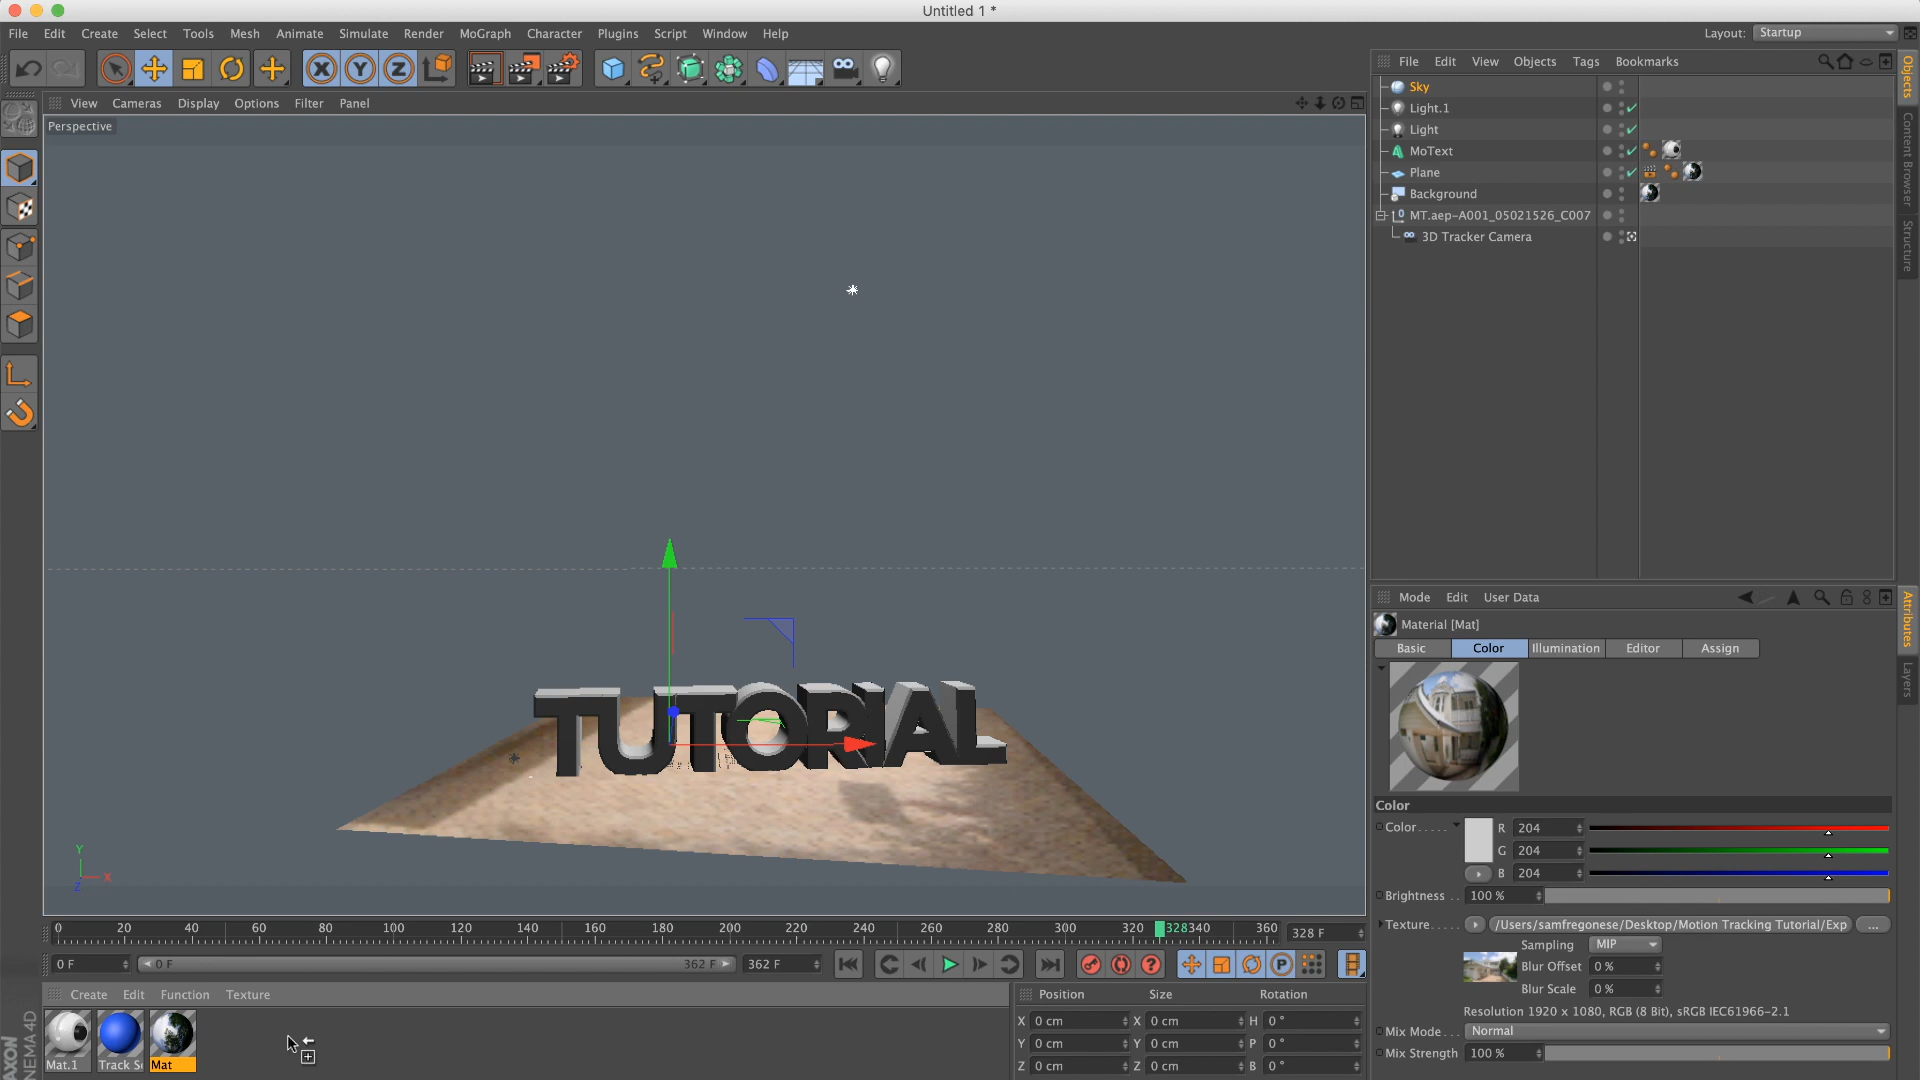 Untitled 1 *
File Edit Create Select Tools Mesh Animate Simulate Render MoGraph Character Plugins Script Window Help
Layout: Startup
X Y Z
File Edit View Objects Tags Bookmarks
View Cameras Display Options Filter Panel
Perspective
Sky
Light.1
Light
MoText
Plane
Background
MT.aep-A001_05021526_C007
3D Tracker Camera
Objects
Content Browser
Structure
TUTORIAL
Y
X
Z
Mode Edit User Data
Material [Mat]
Basic Color Illumination Editor Assign
Attributes
Layers
Color
Color..... R 204
G 204
B 204
Brightness .. 100 %
Texture..... /Users/samfregonese/Desktop/Motion Tracking Tutorial/Exp ...
Sampling MIP
Blur Offset 0 %
Blur Scale 0 %
Resolution 1920 x 1080, RGB (8 Bit), sRGB IEC61966-2.1
Mix Mode... Normal
Mix Strength 100 %
0 20 40 60 80 100 120 140 160 180 200 220 240 260 280 300 320 328340 360 328 F
0 F 0 F 362 F 362 F
P
Create Edit Function Texture
Position Size Rotation
X 0 cm X 0 cm H 0 °
Y 0 cm Y 0 cm P 0 °
Z 0 cm Z 0 cm B 0 °
Mat.1 Track S Mat
AXON
NEMA 4D